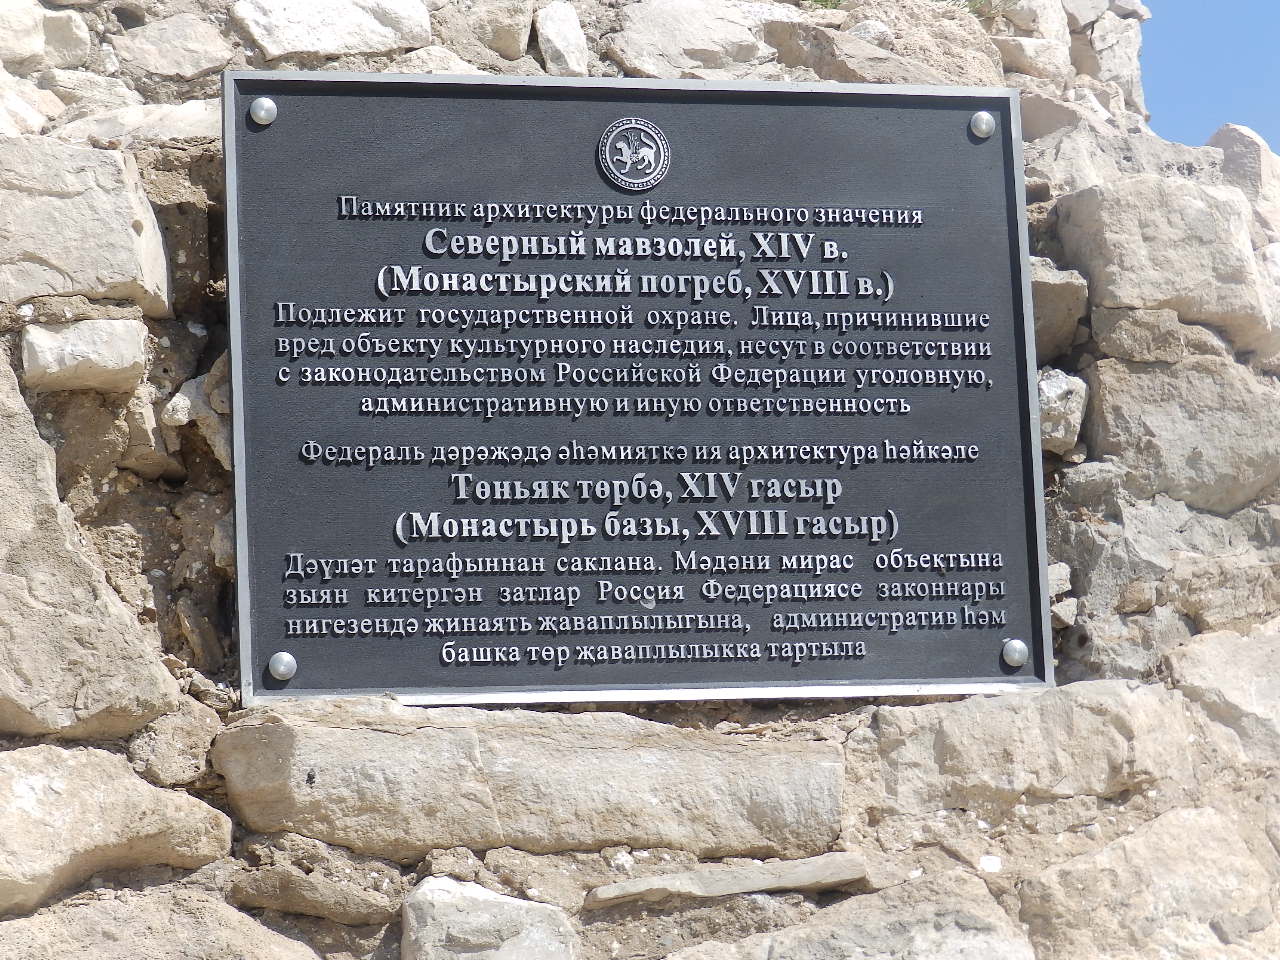 Памятник архитектуры федерального значения
Северный мавзолей, XIV в.
(Монастырский погреб, XVIII в.)
Подлежит государственной охране. Лица, причинившие
вред объекту культурного наследия, несут в соответствии
с законодательством Российской Федерации уголовную,
административную и иную ответственность
Федераль дәрәҗәдә әһәмияткә ия архитектура һәйкәле
Төньяк төрбә, XIV гасыр
(Монастырь базы, XVIII гасыр)
Дәүләт тарафыннан саклана. Мәдәни мирас объектына
зыян китергән затлар Россия Федерациясе законнары
нигезендә җинаять җаваплылыгына, административ һәм
башка төр җаваплылыкка тартыла